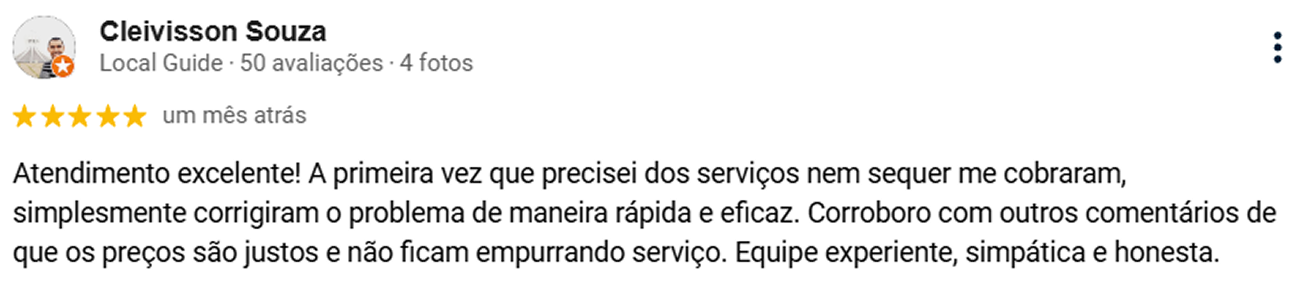 Cleivisson Souza
Local Guide · 50 avaliações · 4 fotos
um mês atrás
Atendimento excelente! A primeira vez que precisei dos serviços nem sequer me cobraram,
simplesmente corrigiram o problema de maneira rápida e eficaz. Corroboro com outros comentários de
que os preços são justos e não ficam empurrando serviço. Equipe experiente, simpática e honesta.